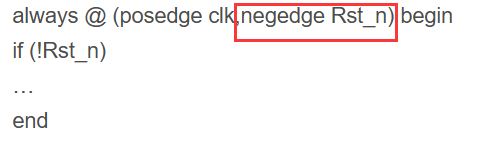 always @ (posedge clk,negedge Rst_n) begin
if (!Rst_n)
…
end